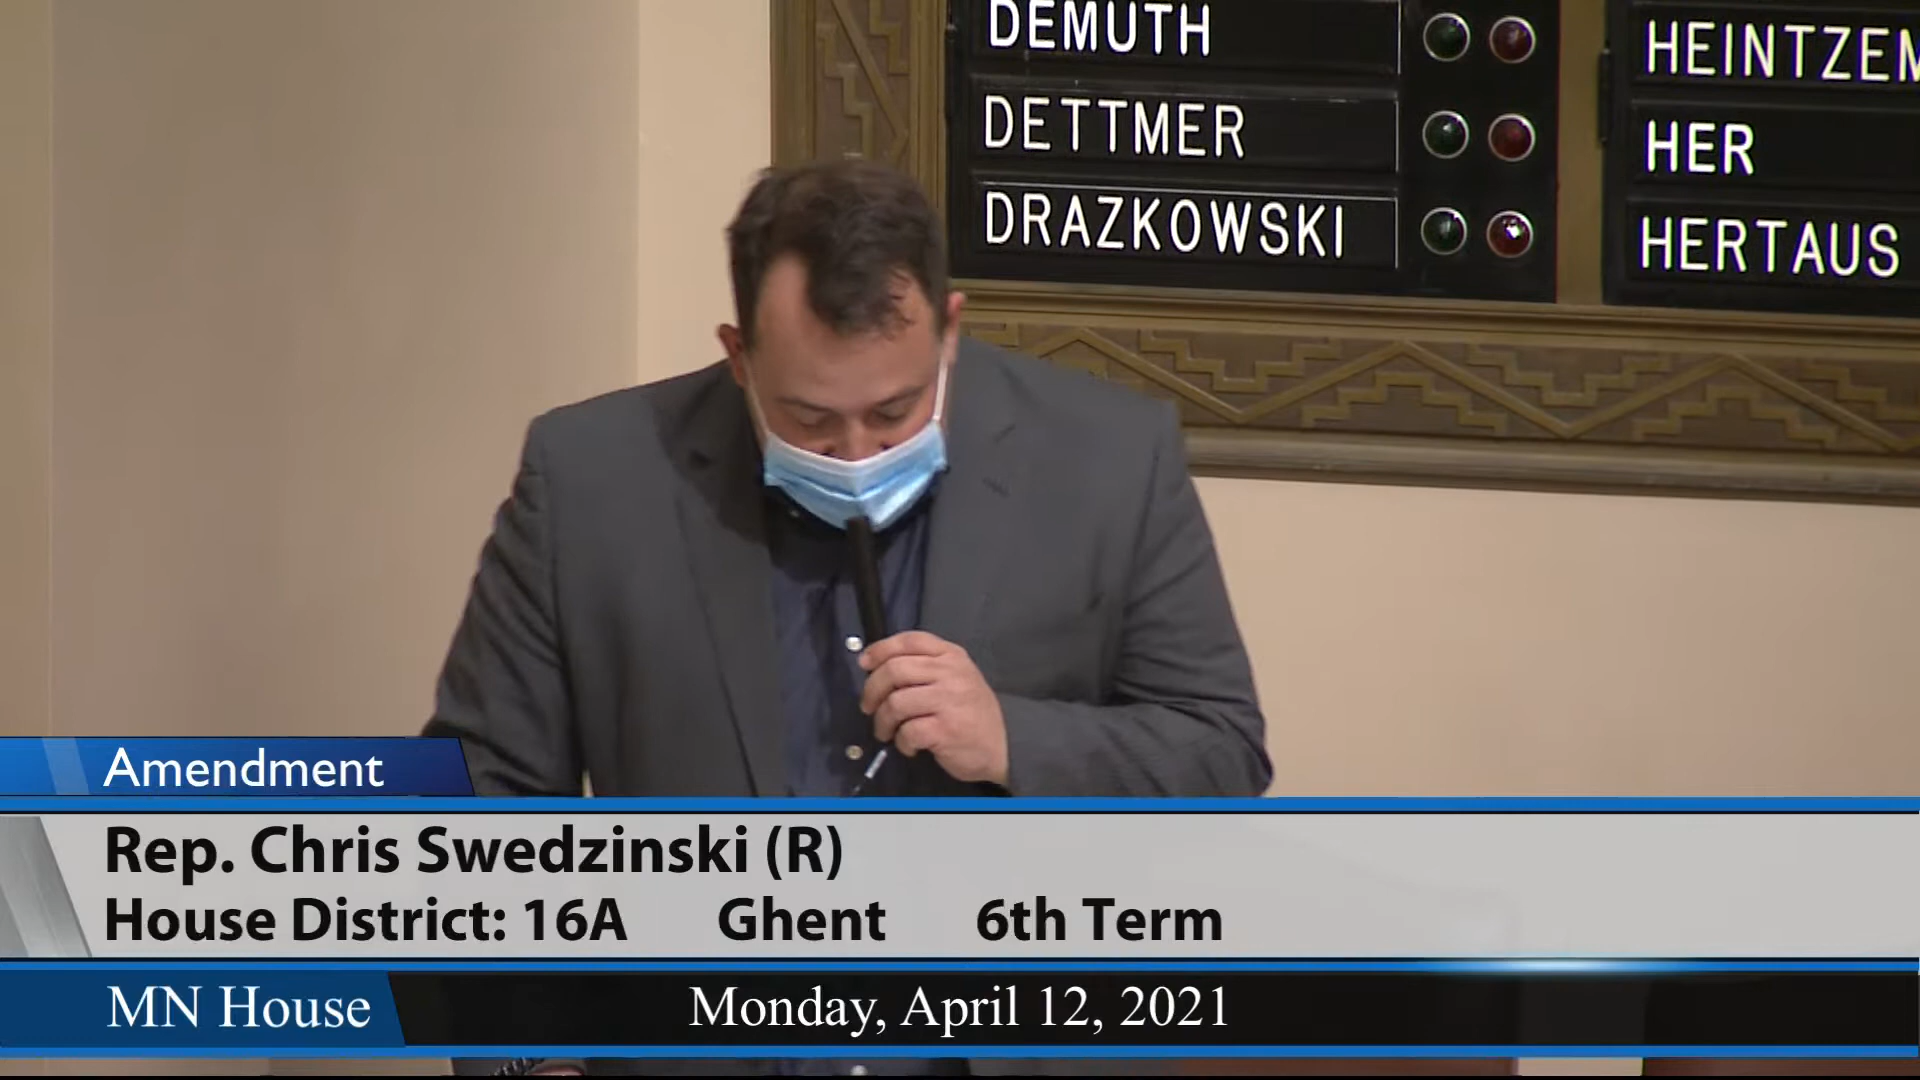 DEMUTH
DETTMER
DRAZKOWSKI
HEINTZEM
HER
HERTAUS
Amendment
Rep. Chris Swedzinski (R)
House District: 16A Ghent 6th Term
MN House Monday, April 12, 2021